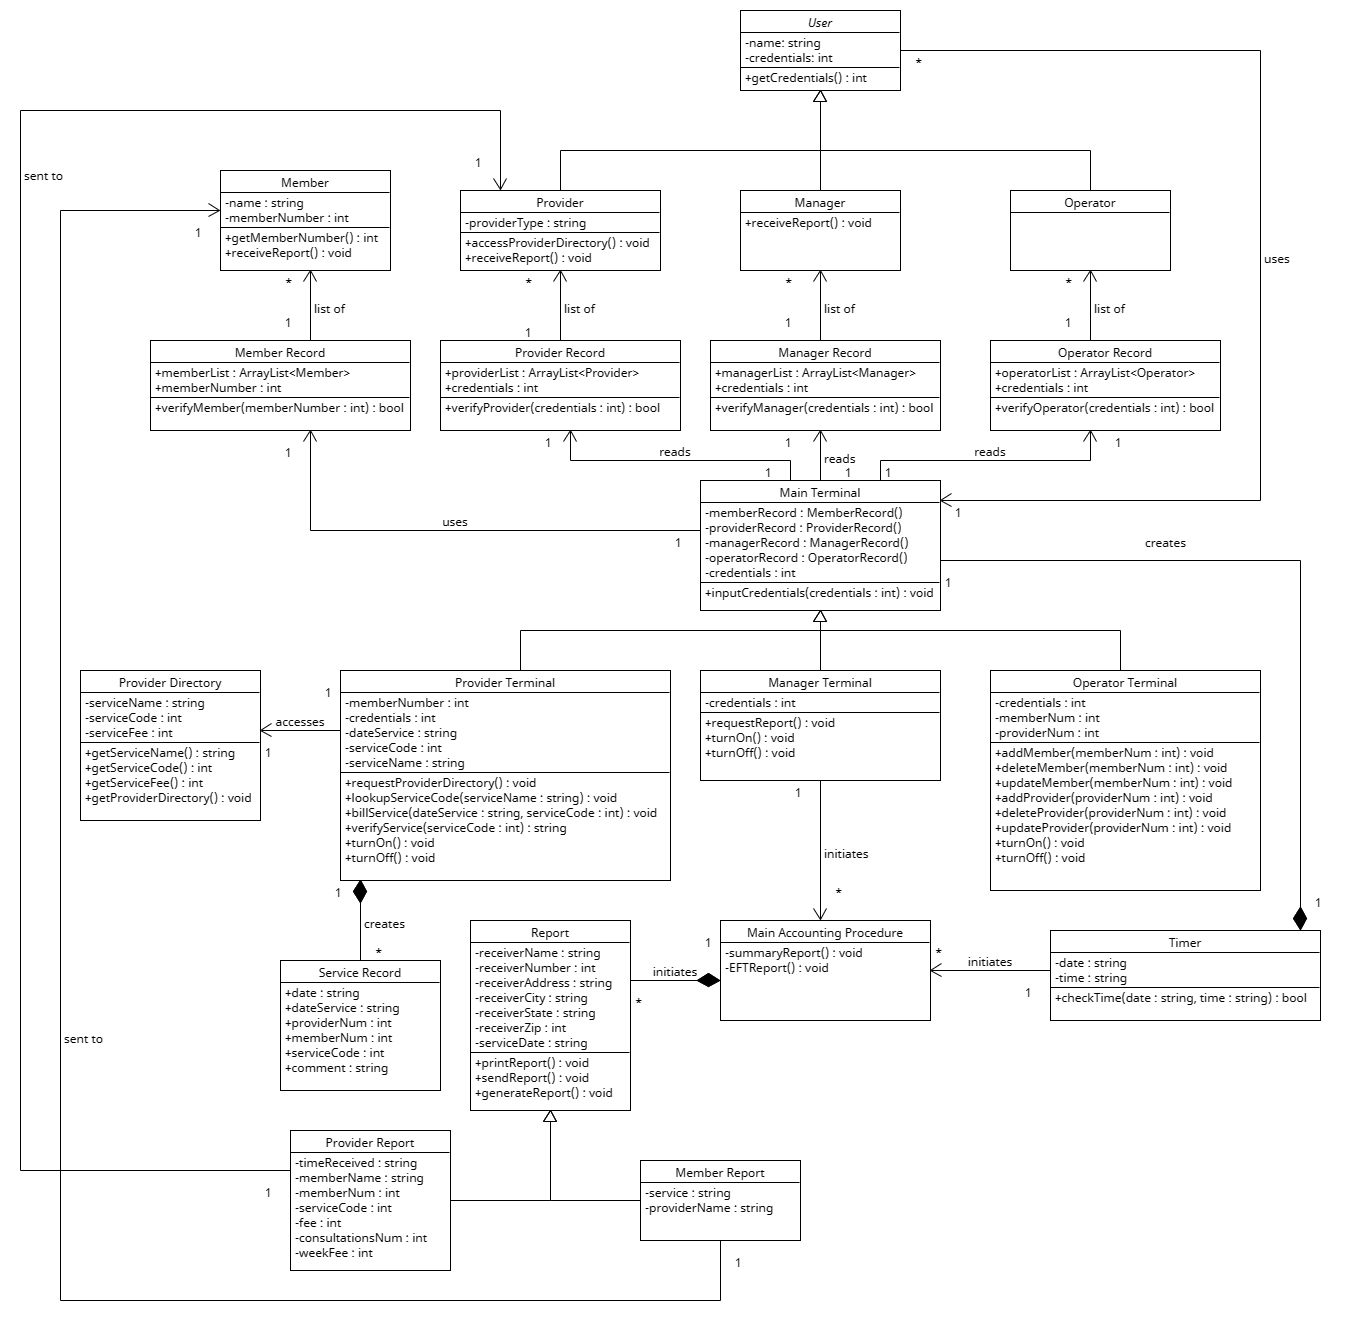 User
-name: string
-credentials: int
+getCredentials() : int
*
uses
1
sent to
1
Member
-name : string
-memberNumber : int
+getMemberNumber() : int
+receiveReport() : void
1
Provider
-providerType : string
+accessProviderDirectory() : void
+receiveReport() : void
Manager
+receiveReport() : void
Operator
*
list of
1
*
list of
1
*
list of
1
*
list of
1
Member Record
+memberList : ArrayList<Member>
+memberNumber : int
+verifyMember(memberNumber : int) : bool
Provider Record
+providerList : ArrayList<Provider>
+credentials : int
+verifyProvider(credentials : int) : bool
Manager Record
+managerList : ArrayList<Manager>
+credentials : int
+verifyManager(credentials : int) : bool
Operator Record
+operatorList : ArrayList<Operator>
+credentials : int
+verifyOperator(credentials : int) : bool
1
1
reads
1
1
reads
1
1
reads
1
uses
1
Main Terminal
-memberRecord : MemberRecord()
-providerRecord : ProviderRecord()
-managerRecord : ManagerRecord()
-operatorRecord : OperatorRecord()
-credentials : int
+inputCredentials(credentials : int) : void
1
creates
1
Provider Directory
-serviceName : string
-serviceCode : int
-serviceFee : int
+getServiceName() : string
+getServiceCode() : int
+getServiceFee() : int
+getProviderDirectory() : void
1
accesses
1
Provider Terminal
-memberNumber : int
-credentials : int
-dateService : string
-serviceCode : int
-serviceName : string
+requestProviderDirectory() : void
+lookupServiceCode(serviceName : string) : void
+billService(dateService : string, serviceCode : int) : void
+verifyService(serviceCode : int) : string
+turnOn() : void
+turnOff() : void
Manager Terminal
-credentials : int
+requestReport() : void
+turnOn() : void
+turnOff() : void
Operator Terminal
-credentials : int
-memberNum : int
-providerNum : int
+addMember(memberNum : int) : void
+deleteMember(memberNum : int) : void
+updateMember(memberNum : int) : void
+addProvider(providerNum : int) : void
+deleteProvider(providerNum : int) : void
+updateProvider(providerNum : int) : void
+turnOn() : void
+turnOff() : void
1
initiates
*
1
creates
*
Service Record
+date : string
+dateService : string
+providerNum : int
+memberNum : int
+serviceCode : int
+comment : string
Report
-receiverName : string
-receiverNumber : int
-receiverAddress : string
-receiverCity : string
-receiverState : string
-receiverZip : int
-serviceDate : string
+printReport() : void
+sendReport() : void
+generateReport() : void
1
initiates
*
Main Accounting Procedure
-summaryReport() : void
-EFTReport() : void
*
initiates
1
1
Timer
-date : string
-time : string
+checkTime(date : string, time : string) : bool
sent to
Provider Report
-timeReceived : string
-memberName : string
-memberNum : int
-serviceCode : int
-fee : int
-consultationsNum : int
-weekFee : int
1
Member Report
-service : string
-providerName : string
1